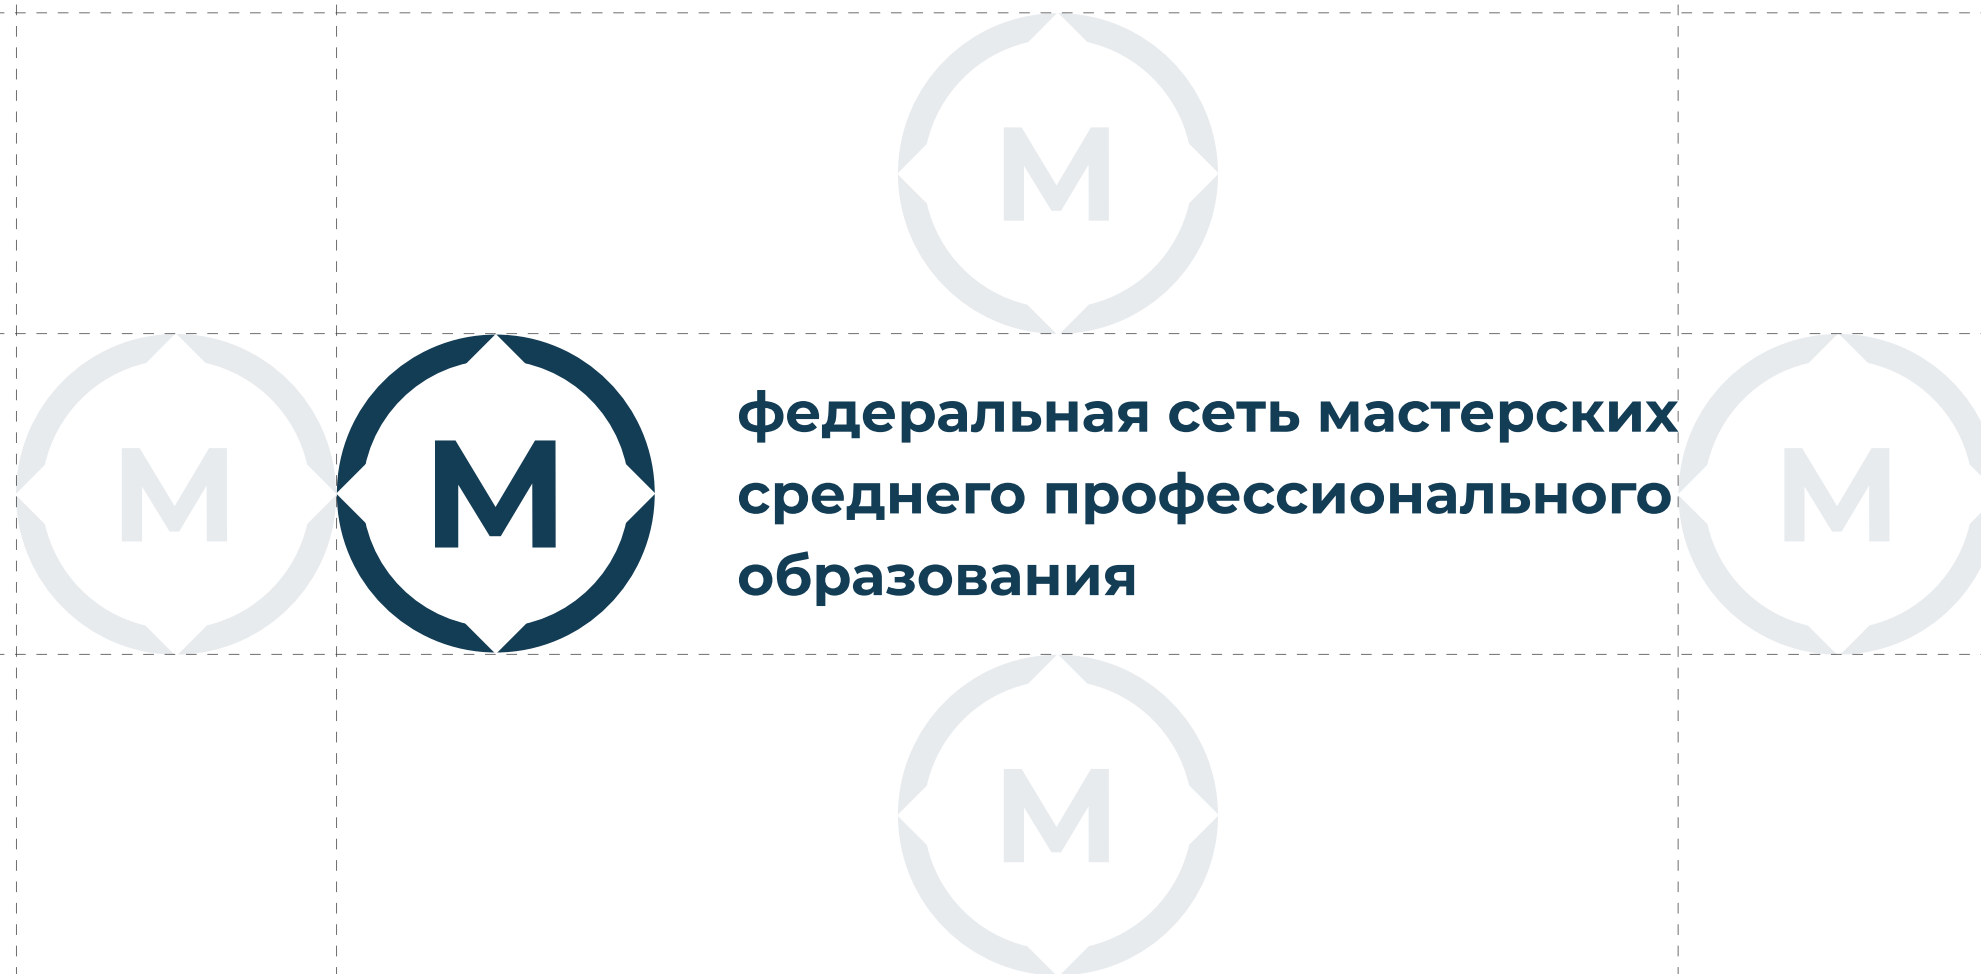 М
М
М
федеральная сеть мастерских
среднего профессионального
образования
М
М